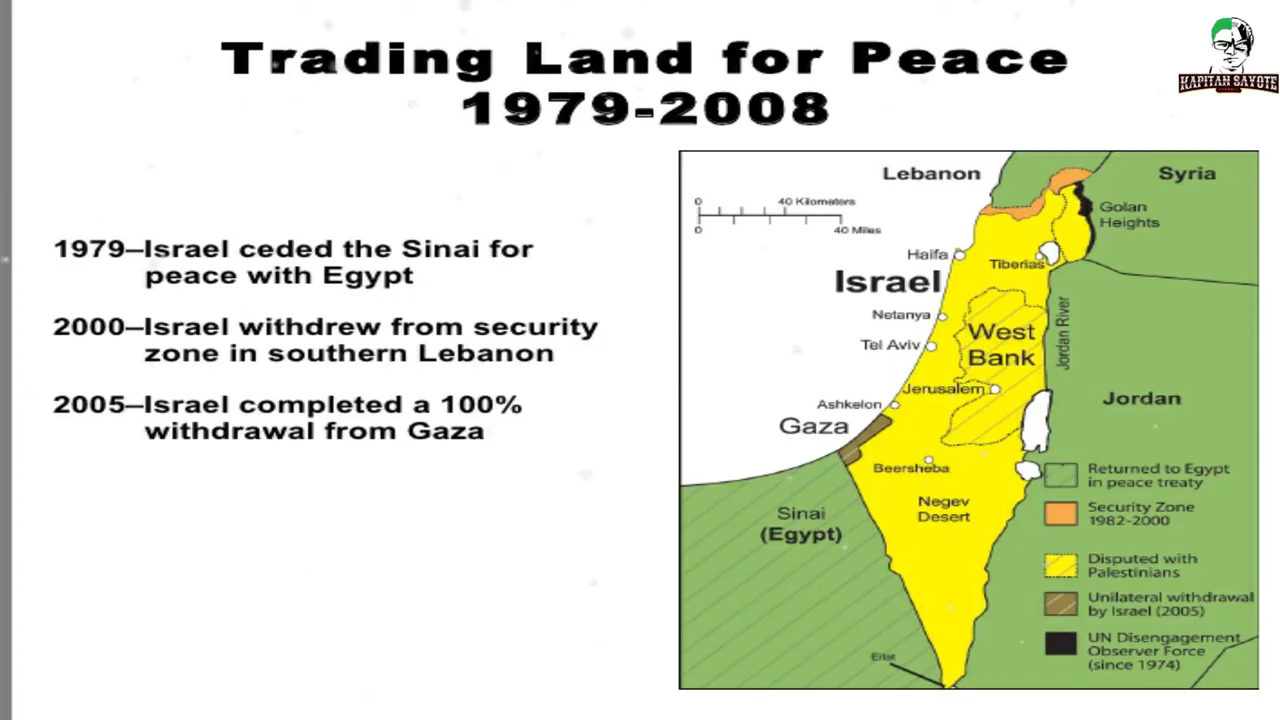 Trading Land for Peace
1979-2008
KAPITAN SAYOTE
1979–Israel ceded the Sinai for
peace with Egypt
2000–Israel withdrew from security
zone in southern Lebanon
2005–Israel completed a 100%
withdrawal from Gaza
Lebanon
Syria
0
40 Kilometers
0
40 Miles
Golan
Heights
Haifa
Tiberias
Israel
Netanya
West
Bank
Jordan River
Tel Aviv
Jerusalem
Ashkelon
Jordan
Gaza
Beersheba
Negev
Desert
Sinai
(Egypt)
Eilat
Returned to Egypt
in peace treaty
Security Zone
1982-2000
Disputed with
Palestinians
Unilateral withdrawal
by Israel (2005)
UN Disengagement
Observer Force
(since 1974)